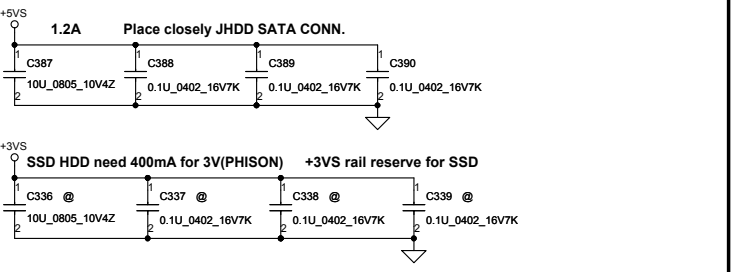 +5VS
1.2A Place closely JHDD SATA CONN.
1 1 1 1
C387 C388 C389 C390
10U_0805_10V4Z 0.1U_0402_16V7K 0.1U_0402_16V7K 0.1U_0402_16V7K
2 2 2 2
+3VS
SSD HDD need 400mA for 3V(PHISON) +3VS rail reserve for SSD
1 1 1 1
C336 @ C337 @ C338 @ C339 @
10U_0805_10V4Z 0.1U_0402_16V7K 0.1U_0402_16V7K 0.1U_0402_16V7K
2 2 2 2